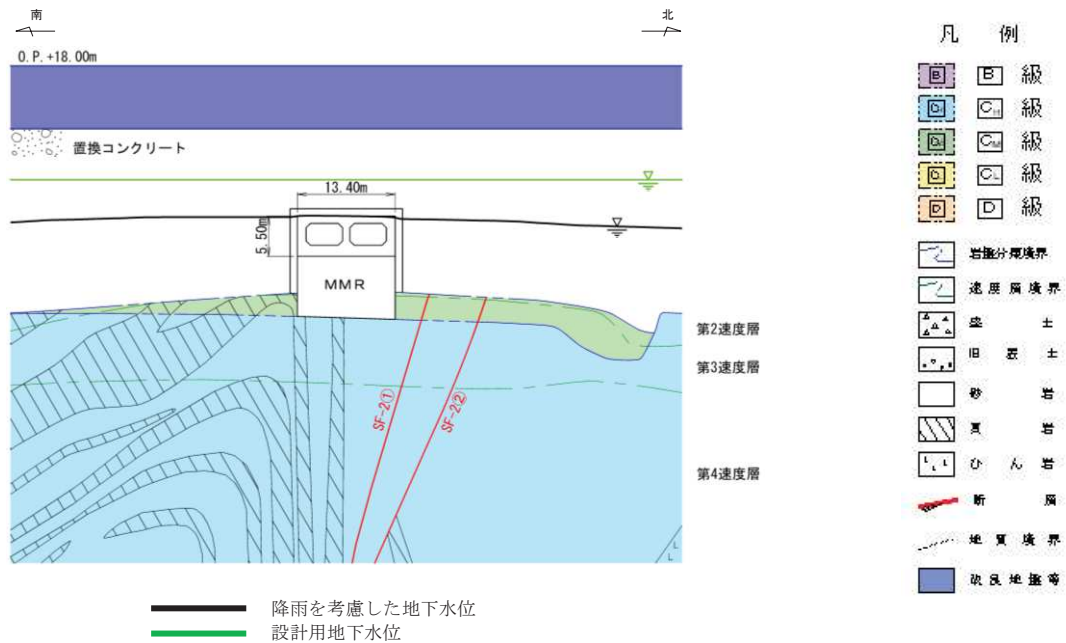 南
北
O.P.+18.00m
置換コンクリート
13.40m
5.50m
MMR
SF-2①
SF-2②
第2速度層
第3速度層
第4速度層
降雨を考慮した地下水位
設計用地下水位
凡 例
B B 級
CH CH 級
CM CM 級
CL CL 級
D D 級
岩盤分類境界
速度層境界
盛 土
旧 表 土
砂 岩
頁 岩
ひ ん 岩
断 層
地質境界
改良地盤等